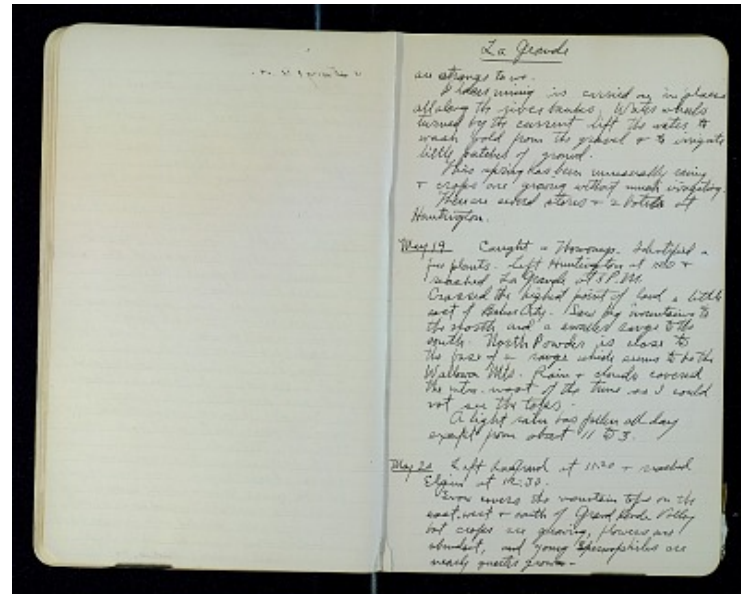 La Grande
are strange to me.
Placer mining is carried on in places
all along the river banks. Water wheels
turned by the current lift the water to
wash gold from the gravel + to irrigate
little patches of ground.
This spring has been unusually rainy
+ crops are growing without much irrigating.
There are several stores + 2 hotels at
Huntington.
May 19 Caught a Thomomys. Identified a
few plants. Left Huntington at +
reached La Grande at 5 P.M.
Crossed the highest point of land a little
east of Baker City. Saw big mountains to
the north and a smaller range to the
south. North Powder is close to
the base of a range which seems to be the
Wallowa Mts. Rain + clouds covered
the mts. most of the time so I could
not see the tops.
A light rain has fallen all day
except from about 11 to 3.
May 20 Left LaGrande at 11:20 + reached
Elgin at 12:30.
Snow covers the mountain tops on the
east, west + south of Grand Ronde Valley
but crops are growing, flowers are
abundant, and young Spermophilus are
nearly quarter grown.